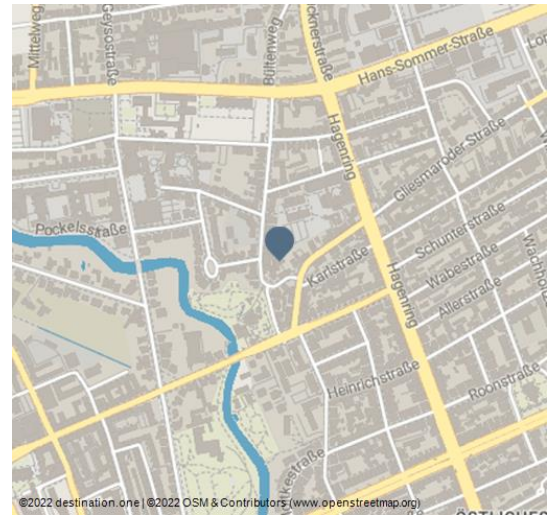 Mittelweg
Geysostraße
Bültenweg
Hans-Sommer-Straße
Hagenring
Gliesmaroder-Straße
Pockelsstraße
Karlstraße
Schunterstraße
Wabestraße
Allerstraße
Hagenring
Heinrichstraße
Roonstraße
©2022 destination.one | ©2022 OSM & Contributors (www.openstreetmap.org)